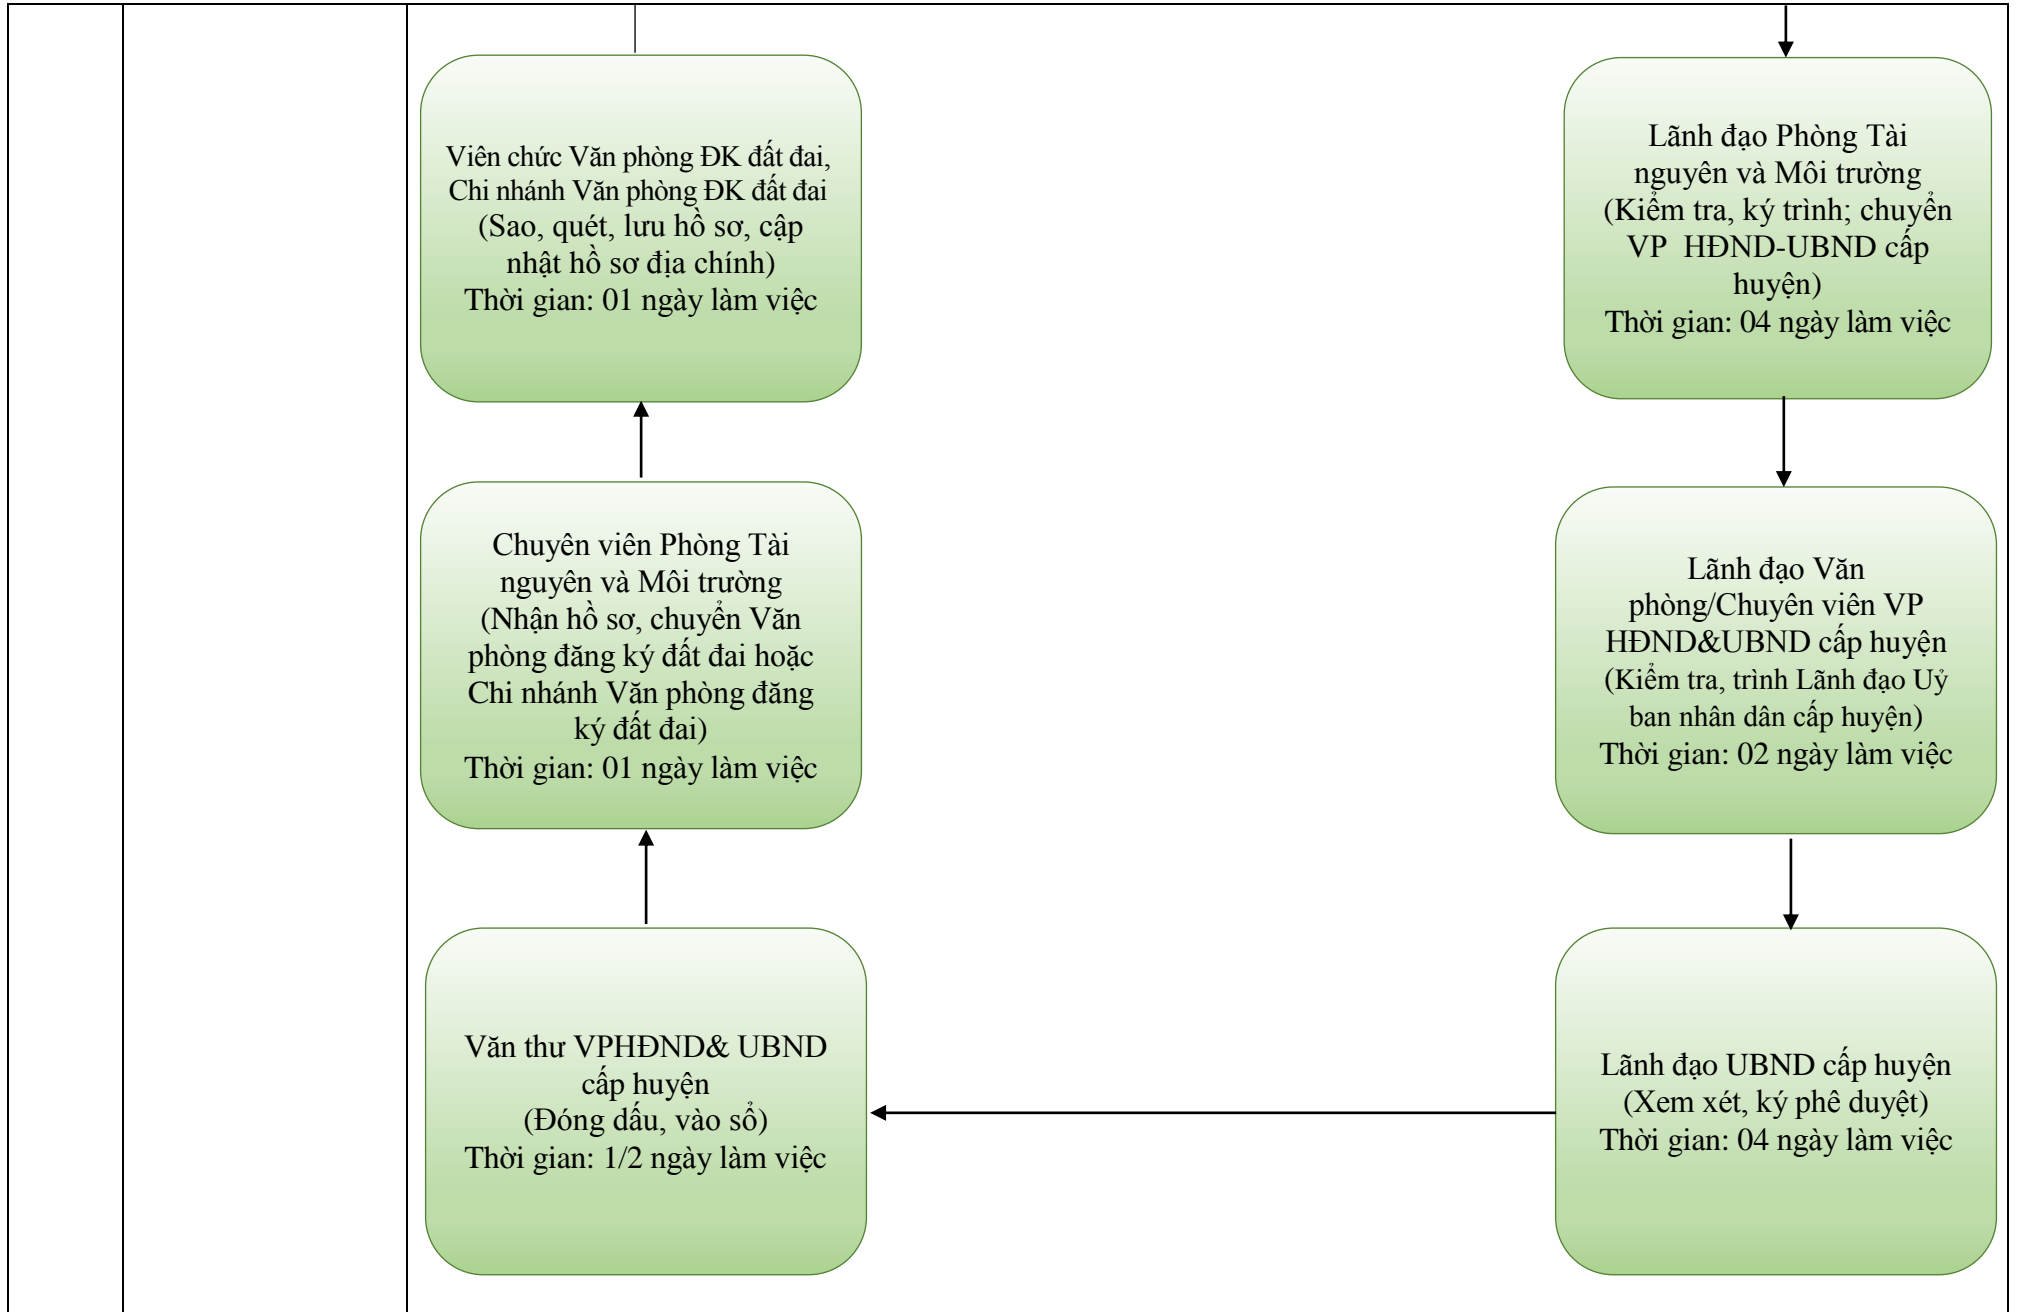 Viên chức Văn phòng ĐK đất đai,
Chi nhánh Văn phòng ĐK đất đai
(Sao, quét, lưu hồ sơ, cập
nhật hồ sơ địa chính)
Thời gian: 01 ngày làm việc
Lãnh đạo Phòng Tài
nguyên và Môi trường
(Kiểm tra, ký trình; chuyển
VP  HĐND-UBND cấp
huyện)
Thời gian: 04 ngày làm việc
Chuyên viên Phòng Tài
nguyên và Môi trường
(Nhận hồ sơ, chuyển Văn
phòng đăng ký đất đai hoặc
Chi nhánh Văn phòng đăng
ký đất đai)
Thời gian: 01 ngày làm việc
Lãnh đạo Văn
phòng/Chuyên viên VP
HĐND&UBND cấp huyện
(Kiểm tra, trình Lãnh đạo Uỷ
ban nhân dân cấp huyện)
Thời gian: 02 ngày làm việc
Văn thư VPHĐND& UBND
cấp huyện
(Đóng dấu, vào sổ)
Thời gian: 1/2 ngày làm việc
Lãnh đạo UBND cấp huyện
(Xem xét, ký phê duyệt)
Thời gian: 04 ngày làm việc